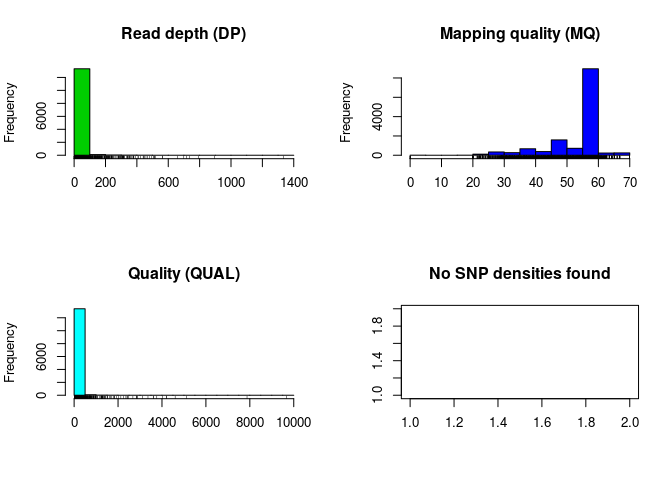 Read depth (DP)
Frequency
6000
0
0 200 600 1000 1400
Mapping quality (MQ)
Frequency
4000
0
0 10 20 30 40 50 60 70
Quality (QUAL)
Frequency
6000
0
0 2000 4000 6000 8000 10000
No SNP densities found
1.8
1.4
1.0
1.0 1.2 1.4 1.6 1.8 2.0